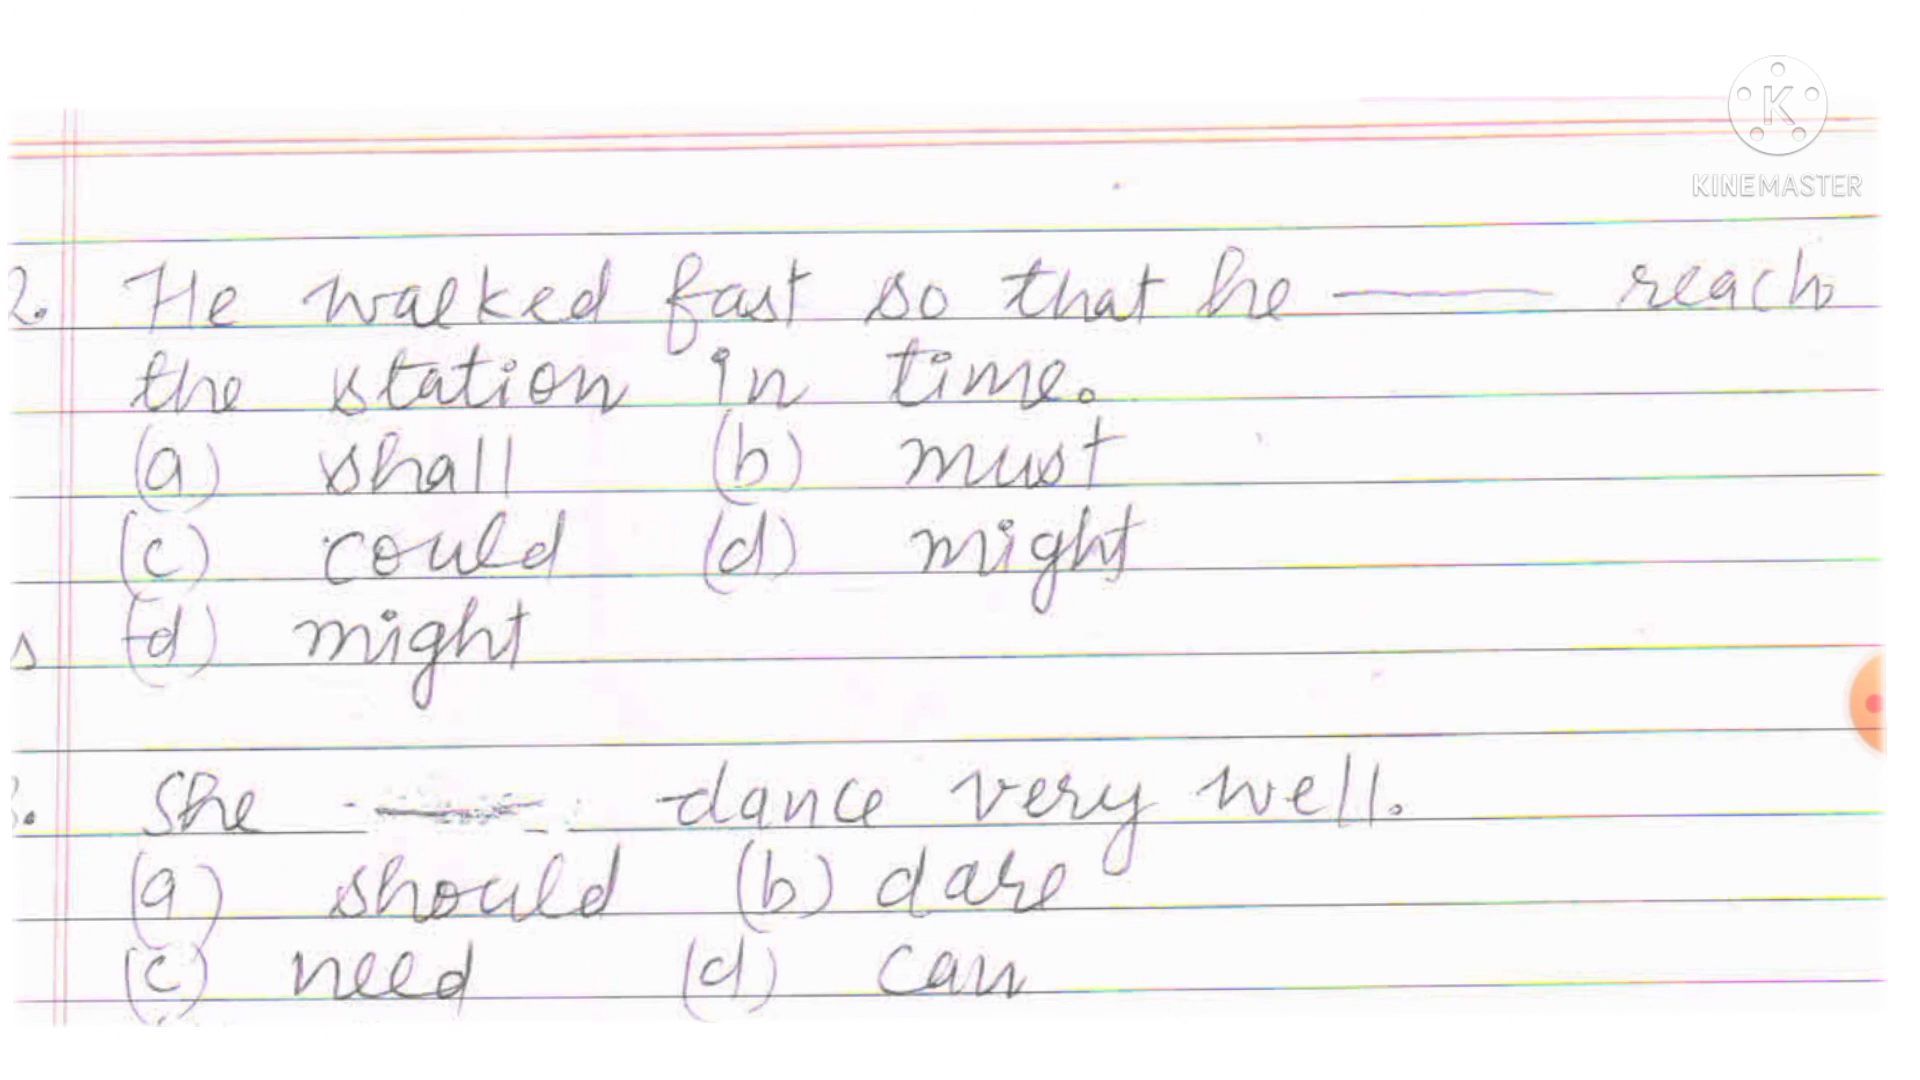 K
KINEMASTER
2. He walked fast so that he —— reach
the station in time.
(a) shall (b) must
(c) could (d) might
s (d) might
She —— dance very well.
(a) should (b) dare
(c) need (d) can